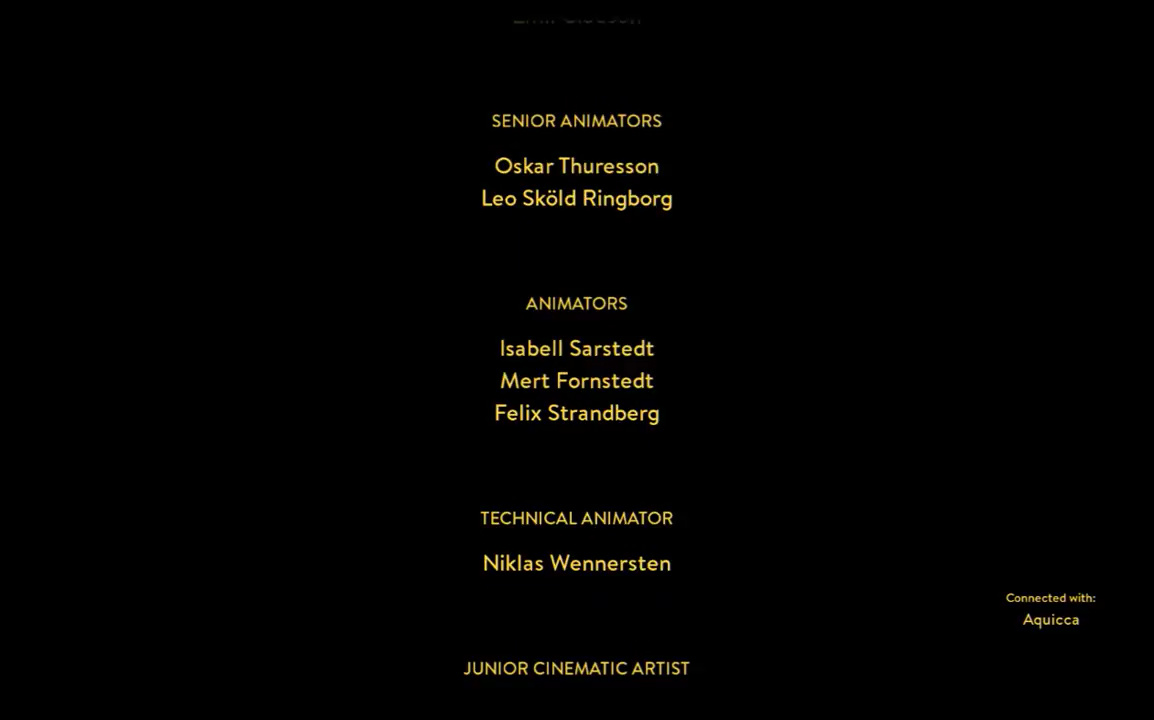 SENIOR ANIMATORS
Oskar Thuresson
Leo Sköld Ringborg
ANIMATORS
Isabell Sarstedt
Mert Fornstedt
Felix Strandberg
TECHNICAL ANIMATOR
Niklas Wennersten
Connected with:
Aquicca
JUNIOR CINEMATIC ARTIST